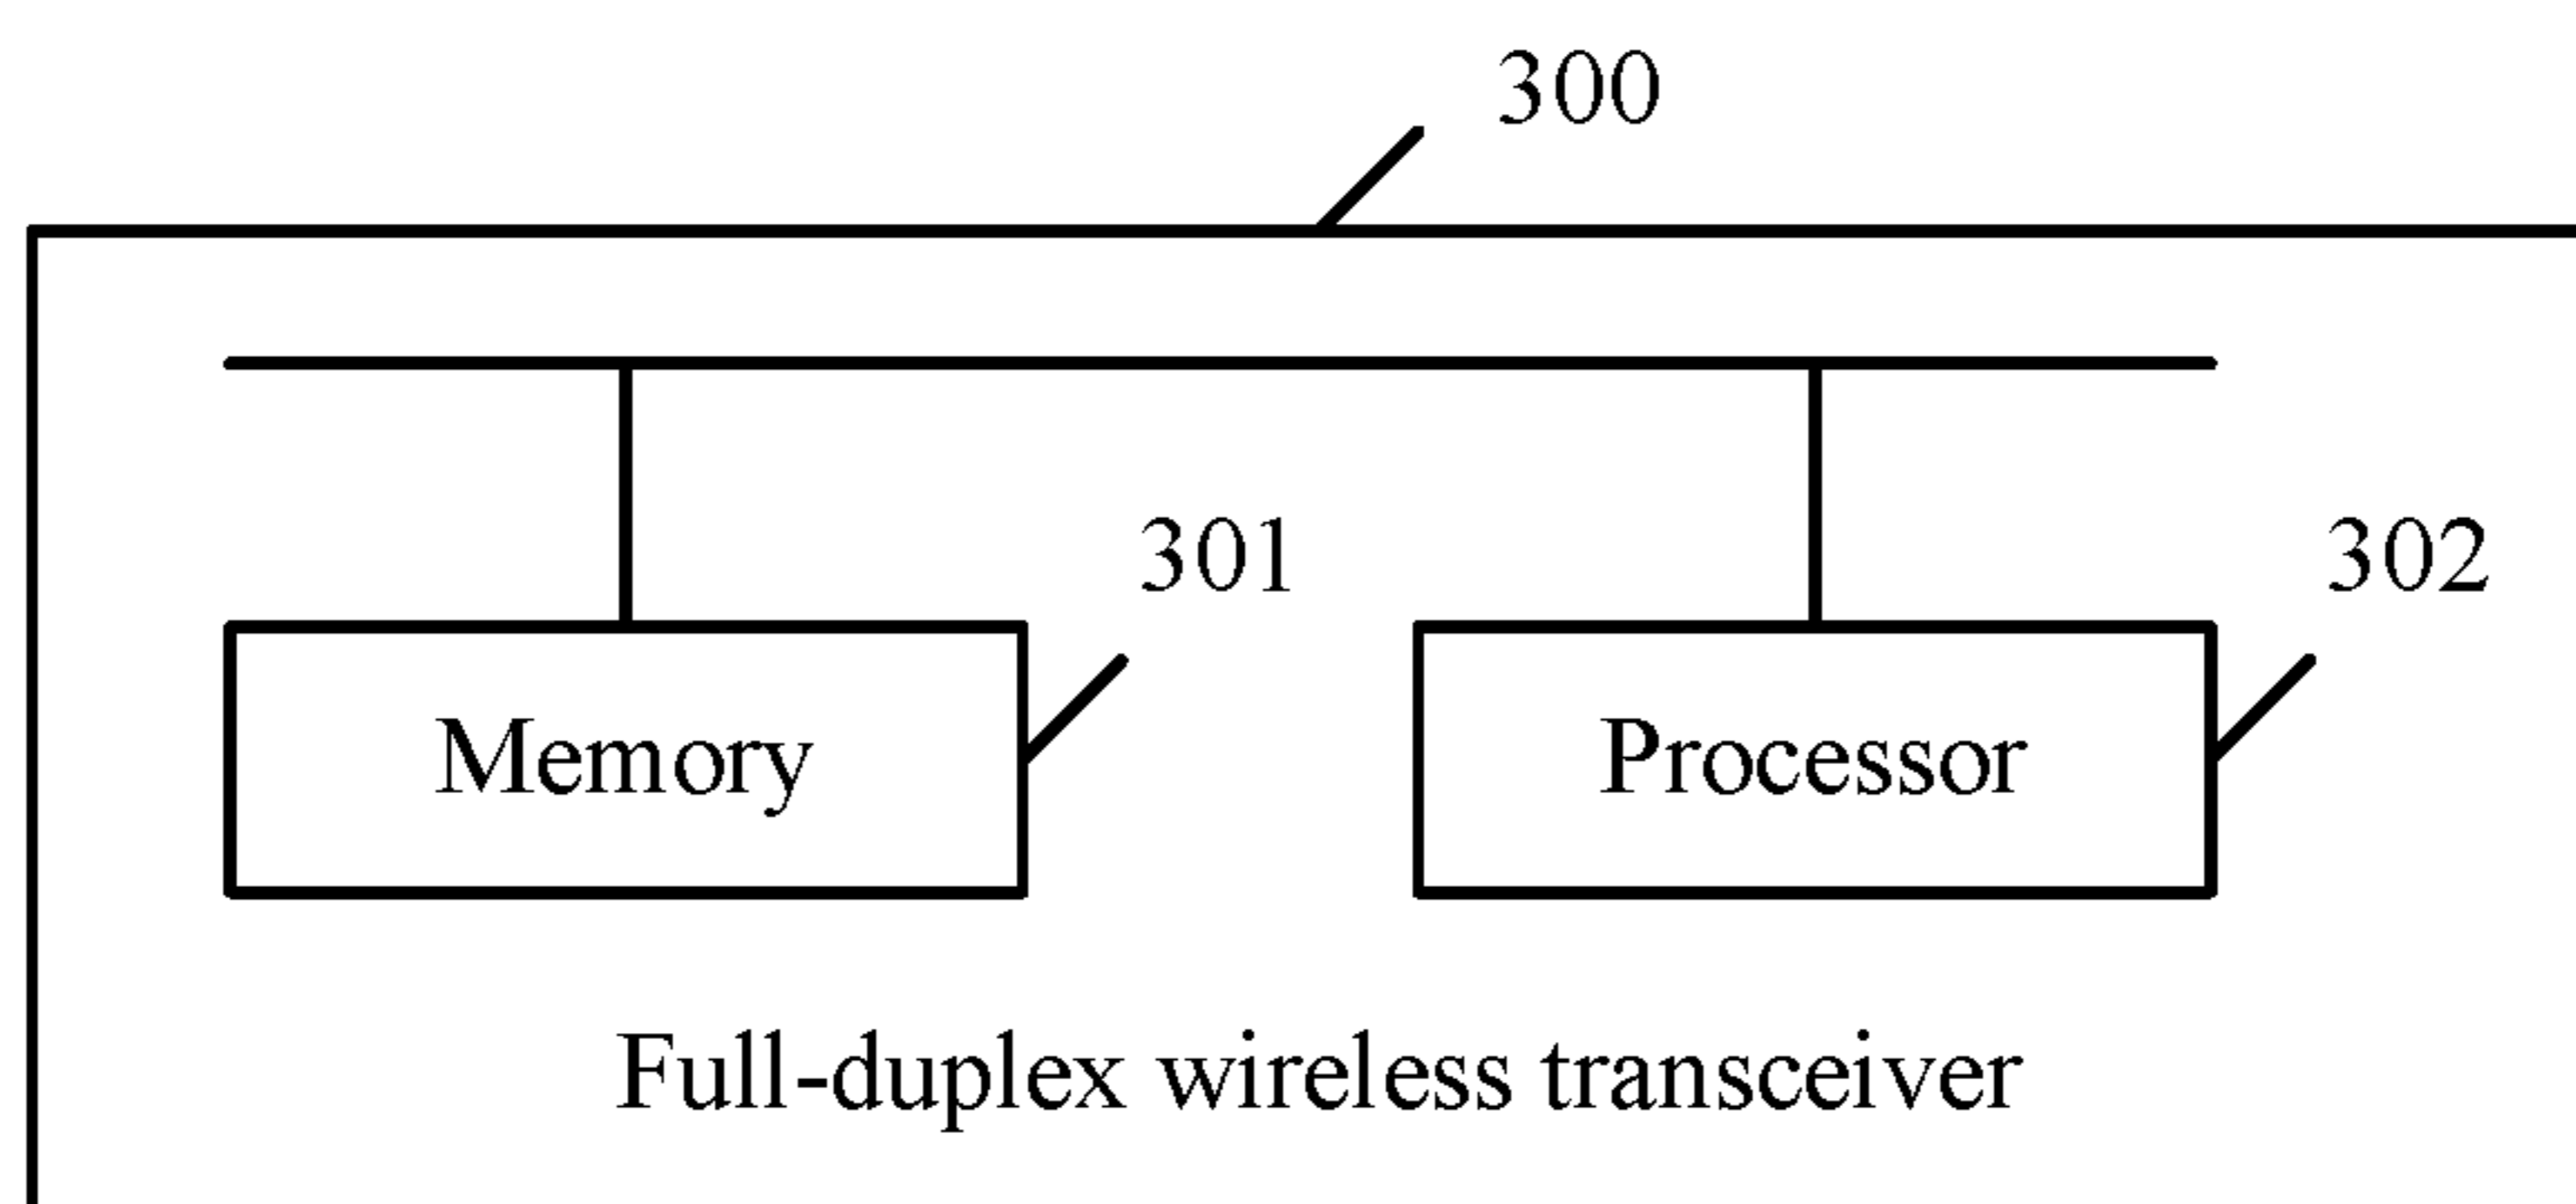 300
301
302
Memory
Processor
Full-duplex wireless transceiver